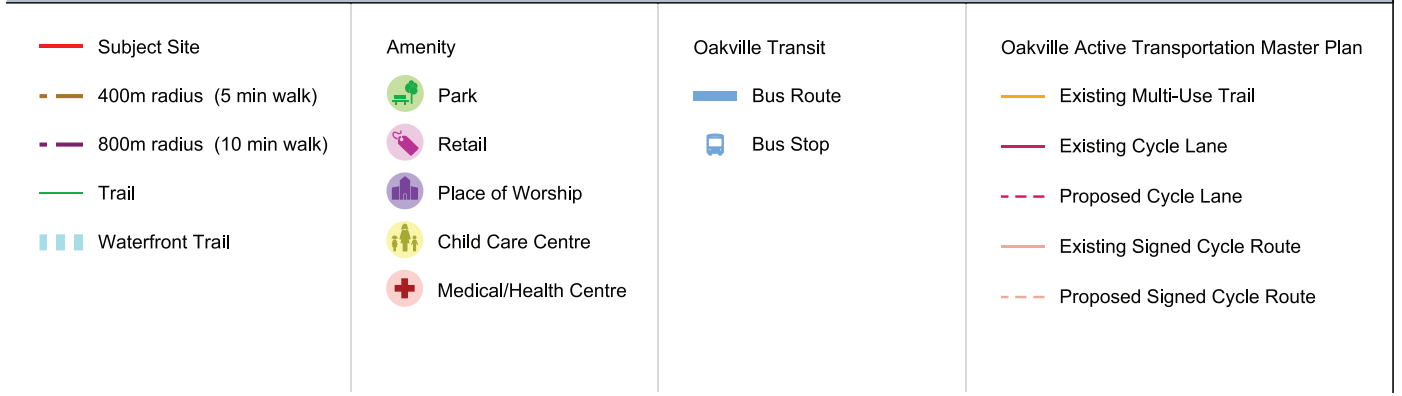 Subject Site
400m radius (5 min walk)
800m radius (10 min walk)
Trail
Waterfront Trail
Amenity
Park
Retail
Place of Worship
Child Care Centre
Medical/Health Centre
Oakville Transit
Bus Route
Bus Stop
Oakville Active Transportation Master Plan
Existing Multi-Use Trail
Existing Cycle Lane
Proposed Cycle Lane
Existing Signed Cycle Route
Proposed Signed Cycle Route